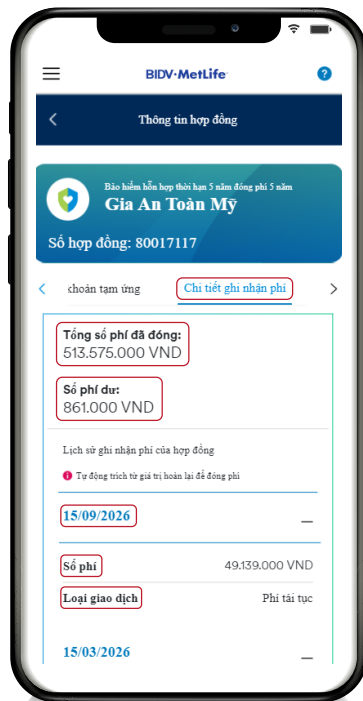 BIDV·MetLife
?
Thông tin hợp đồng
Bảo hiểm hỗn hợp thời hạn 5 năm đóng phí 5 năm
Gia An Toàn Mỹ
Số hợp đồng: 80017117
khoản tạm ứng
Chi tiết ghi nhận phí
Tổng số phí đã đóng:
513.575.000 VND
Số phí dư:
861.000 VND
Lịch sử ghi nhận phí của hợp đồng
Tự động trích từ giá trị hoàn lại để đóng phí
15/09/2026
Số phí 49.139.000 VND
Loại giao dịch Phí tái tục
15/03/2026